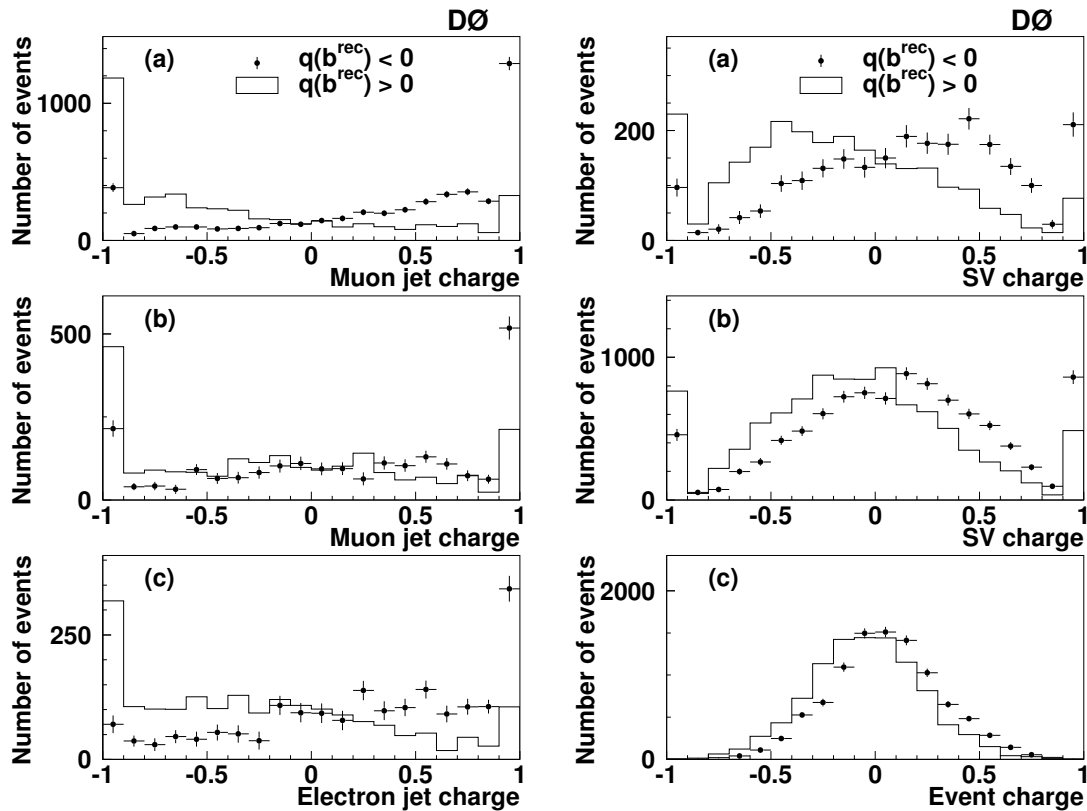 DØ
Number of events
(a)
q(b^rec) < 0
q(b^rec) > 0
1000
0
-1 -0.5 0 0.5 1
Muon jet charge
Number of events
(b)
500
0
-1 -0.5 0 0.5 1
Muon jet charge
Number of events
(c)
250
0
-1 -0.5 0 0.5 1
Electron jet charge
DØ
Number of events
(a)
q(b^rec) < 0
q(b^rec) > 0
200
0
-1 -0.5 0 0.5 1
SV charge
Number of events
(b)
1000
0
-1 -0.5 0 0.5 1
SV charge
Number of events
(c)
2000
0
-1 -0.5 0 0.5 1
Event charge